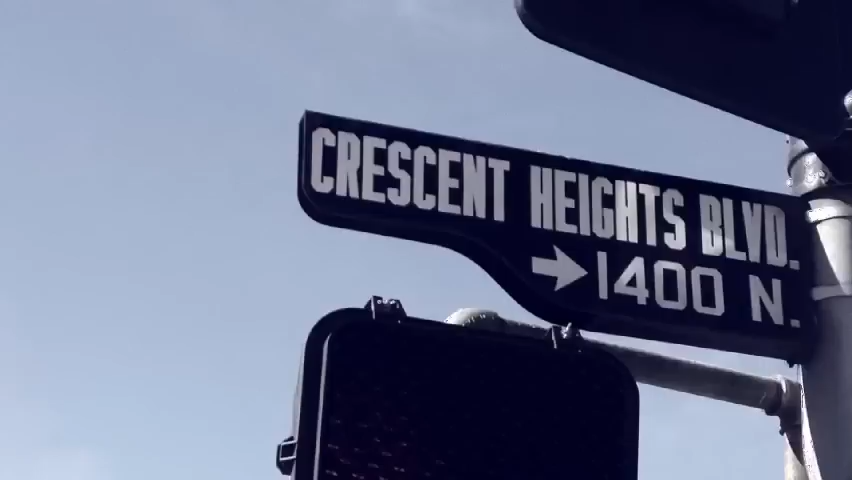 CRESCENT HEIGHTS BLVD.
→ 1400 N.